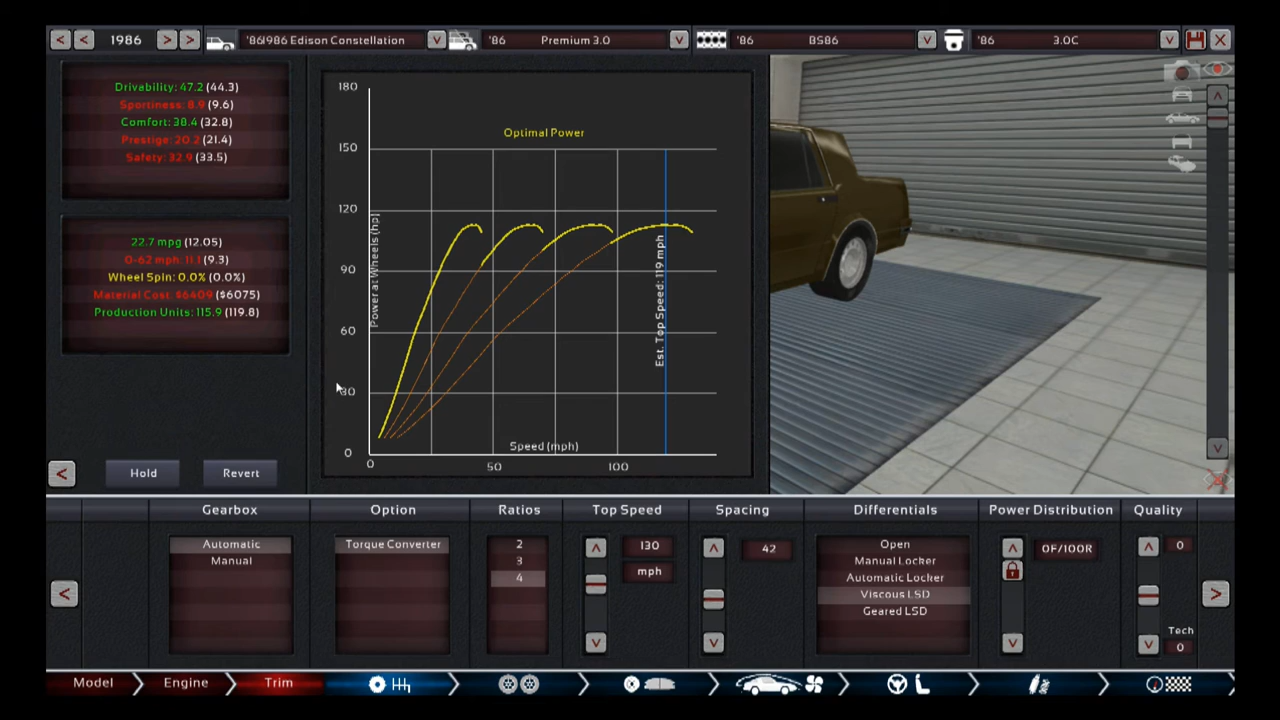 1986
'86 1986 Edison Constellation
'86 Premium 3.0
'86 BS86
'86 3.0C
Drivability: 47.2 (44.3)
Sportiness: 8.9 (9.6)
Comfort: 38.4 (32.8)
Prestige: 20.2 (21.4)
Safety: 32.9 (33.5)
22.7 mpg (12.05)
0-62 mph: 11.1 (9.3)
Wheel Spin: 0.0% (0.0%)
Material Cost: $6409 ($6075)
Production Units: 115.9 (119.8)
Hold
Revert
Optimal Power
180
150
120
90
60
30
0
Power at Wheels (hp)
Est. Top Speed: 119 mph
Speed (mph)
0
50
100
Gearbox
Automatic
Manual
Option
Torque Converter
Ratios
2
3
4
Top Speed
130
mph
Spacing
42
Differentials
Open
Manual Locker
Automatic Locker
Viscous LSD
Geared LSD
Power Distribution
0F/100R
Quality
0
Tech
0
Model
Engine
Trim